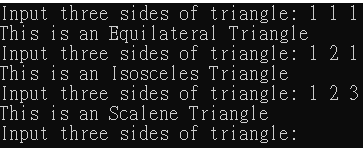 Input three sides of triangle: 1 1 1
This is an Equilateral Triangle
Input three sides of triangle: 1 2 1
This is an Isosceles Triangle
Input three sides of triangle: 1 2 3
This is an Scalene Triangle
Input three sides of triangle: